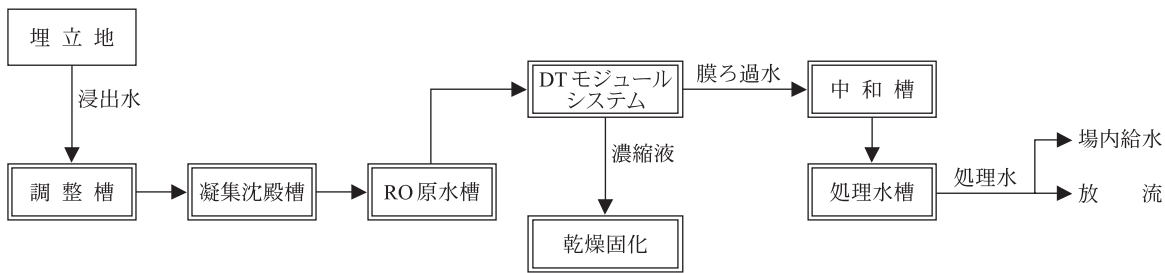 埋立地
浸出水
調整槽
凝集沈殿槽
RO原水槽
DTモジュール
システム
濃縮液
乾燥固化
膜ろ過水
中和槽
処理水槽
処理水
場内給水
放流